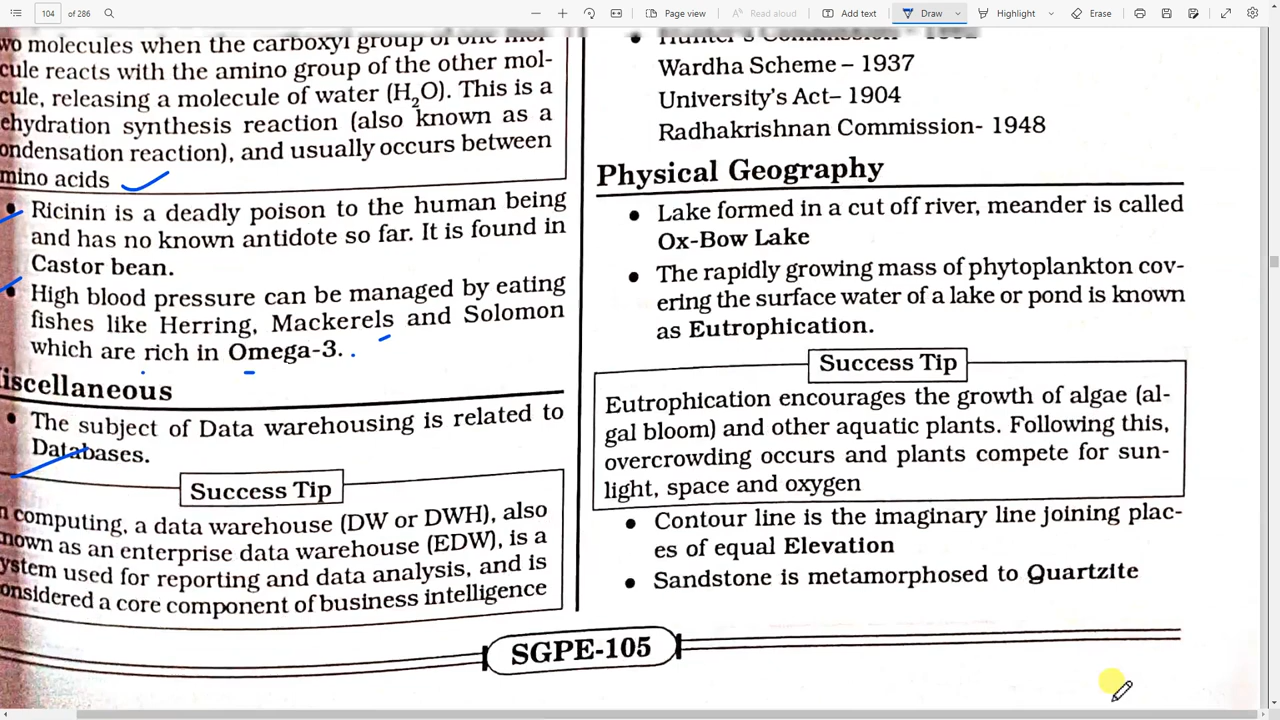 104 of 286
Page view
Read aloud
Add text
Draw
Highlight
Erase
wo molecules when the carboxyl group of one mol-
cule reacts with the amino group of the other mol-
cule, releasing a molecule of water (H₂O). This is a
ehydration synthesis reaction (also known as a
ondensation reaction), and usually occurs between
mino acids
• Ricinin is a deadly poison to the human being
and has no known antidote so far. It is found in
Castor bean.
• High blood pressure can be managed by eating
fishes like Herring, Mackerels and Solomon
which are rich in Omega-3.
iscellaneous
• The subject of Data warehousing is related to
Databases.
Success Tip
n computing, a data warehouse (DW or DWH), also
nown as an enterprise data warehouse (EDW), is a
ystem used for reporting and data analysis, and is
onsidered a core component of business intelligence
• Hunter's Commission - 1882
Wardha Scheme – 1937
University's Act– 1904
Radhakrishnan Commission- 1948
Physical Geography
• Lake formed in a cut off river, meander is called
Ox-Bow Lake
• The rapidly growing mass of phytoplankton cov-
ering the surface water of a lake or pond is known
as Eutrophication.
Success Tip
Eutrophication encourages the growth of algae (al-
gal bloom) and other aquatic plants. Following this,
overcrowding occurs and plants compete for sun-
light, space and oxygen
• Contour line is the imaginary line joining plac-
es of equal Elevation
• Sandstone is metamorphosed to Quartzite
SGPE-105